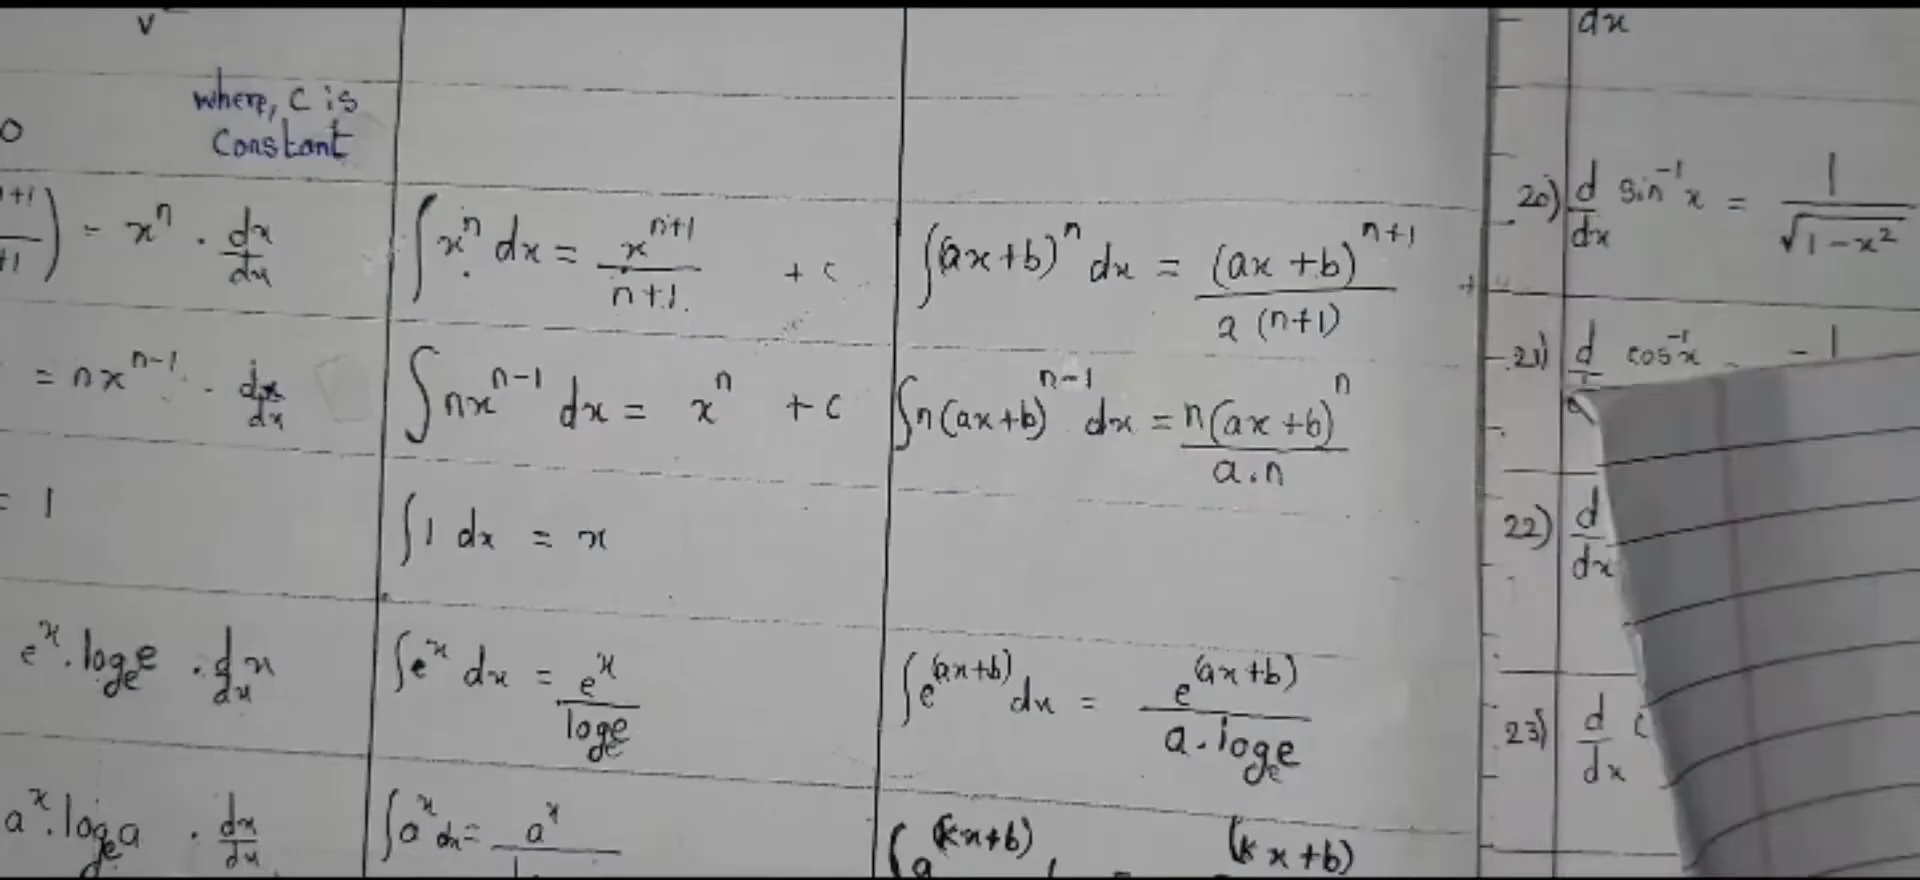 where, C is
Constant
0
= xⁿ . dx/dx
∫xⁿ dx = xⁿ⁺¹/n+1 + c
∫(ax+b)ⁿ dx = (ax+b)ⁿ⁺¹/a(n+1) +
= nxⁿ⁻¹ . dx/dx
∫nxⁿ⁻¹ dx = xⁿ + c
∫n(ax+b)ⁿ⁻¹ dx = n(ax+b)ⁿ/a.n
= 1
∫1 dx = x
eˣ.logₑe . dx/dx
∫eˣ dx = eˣ/logₑe
∫e^(ax+b) dx = e^(ax+b)/a.logₑe
aˣ.logₑa . dx/dx
∫aˣ dx = aˣ
(kx+b)
(kx+b)
dx
20) d/dx sin⁻¹x = 1/√1-x²
21) d cos⁻¹x - 1
22) d/dx
23) d/dx